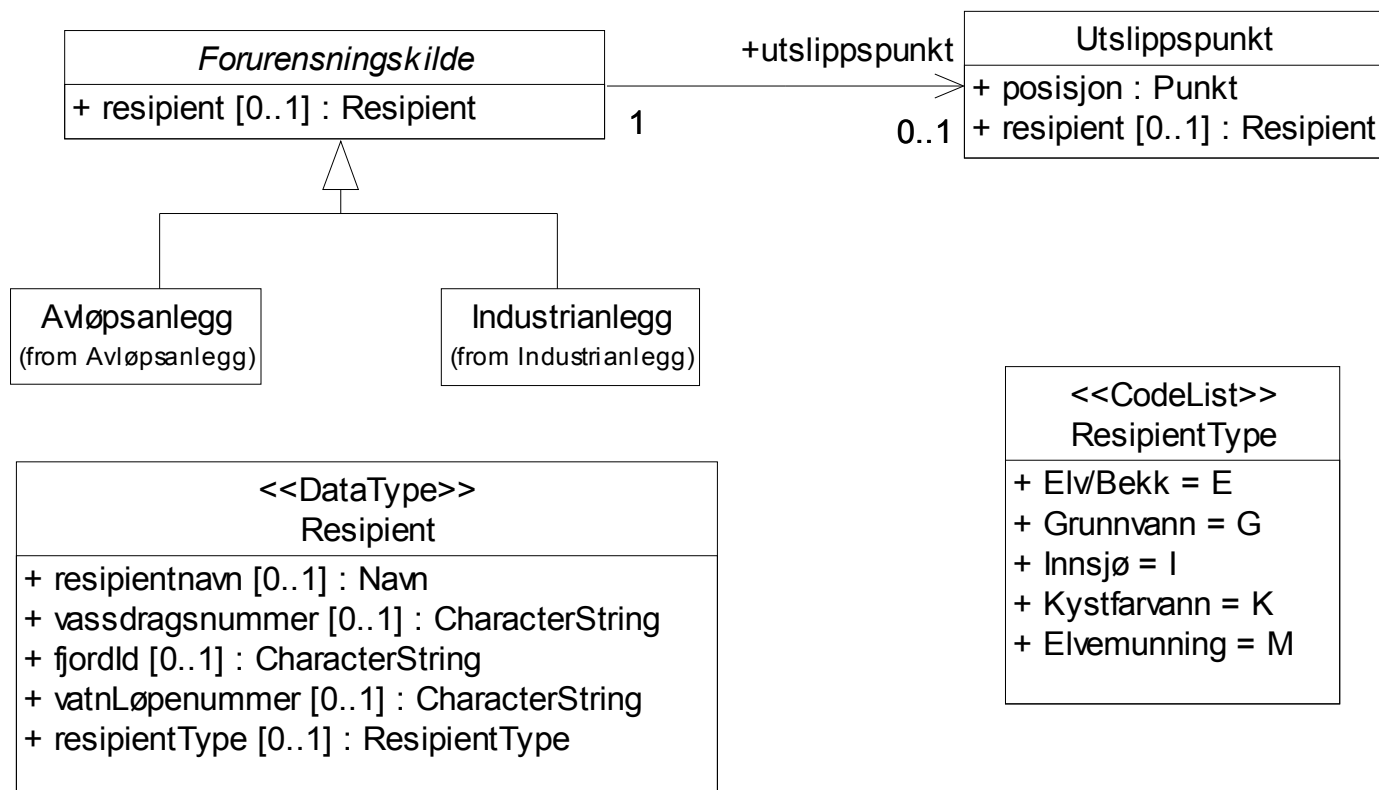 Forurensningskilde
+ resipient [0..1] : Resipient
1
+utslippspunkt
0..1
Utslippspunkt
+ posisjon : Punkt
+ resipient [0..1] : Resipient
Avløpsanlegg
(from Avløpsanlegg)
Industrianlegg
(from Industrianlegg)
<<DataType>>
Resipient
+ resipientnavn [0..1] : Navn
+ vassdragsnummer [0..1] : CharacterString
+ fjordId [0..1] : CharacterString
+ vatnLøpenummer [0..1] : CharacterString
+ resipientType [0..1] : ResipientType
<<CodeList>>
ResipientType
+ Elv/Bekk = E
+ Grunnvann = G
+ Innsjø = I
+ Kystfarvann = K
+ Elvemunning = M